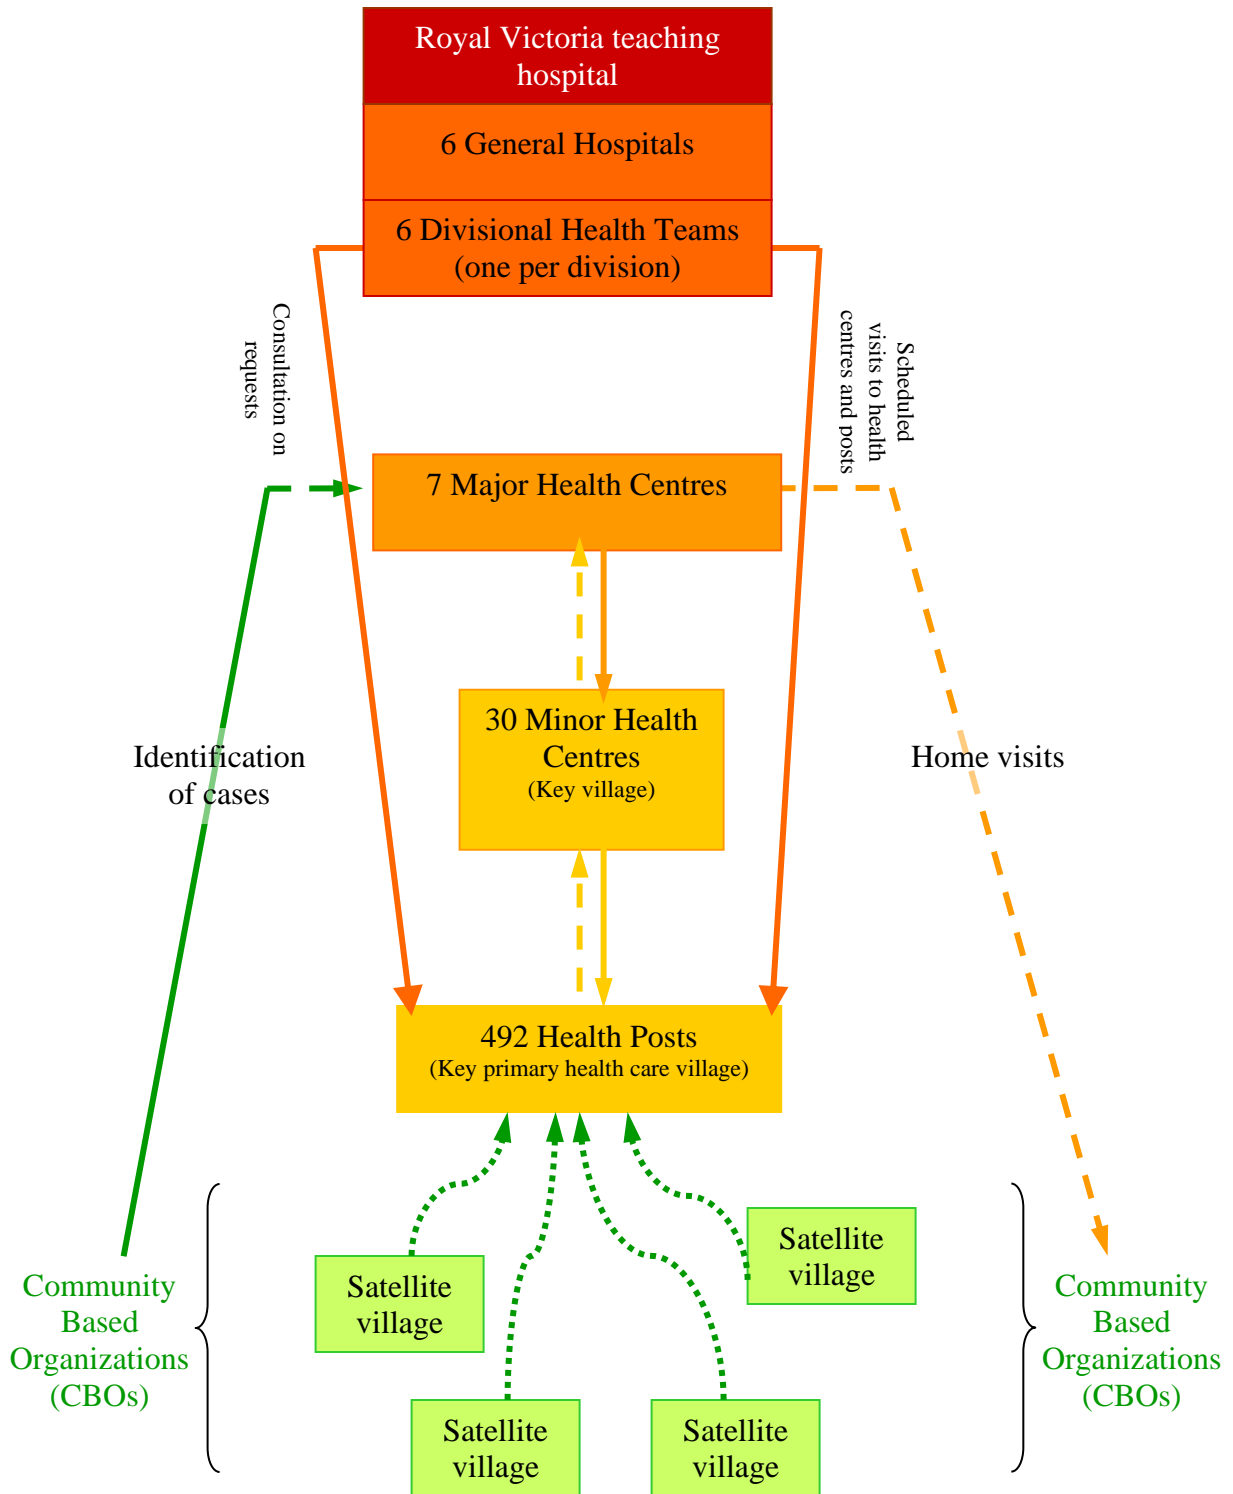 Royal Victoria teaching
hospital
6 General Hospitals
6 Divisional Health Teams
(one per division)
Consultation on
requests
Scheduled
visits to health
centres and posts
7 Major Health Centres
30 Minor Health
Centres
(Key village)
Identification
of cases
Home visits
492 Health Posts
(Key primary health care village)
Satellite
village
Satellite
village
Community
Based
Organizations
(CBOs)
Community
Based
Organizations
(CBOs)
Satellite
village
Satellite
village